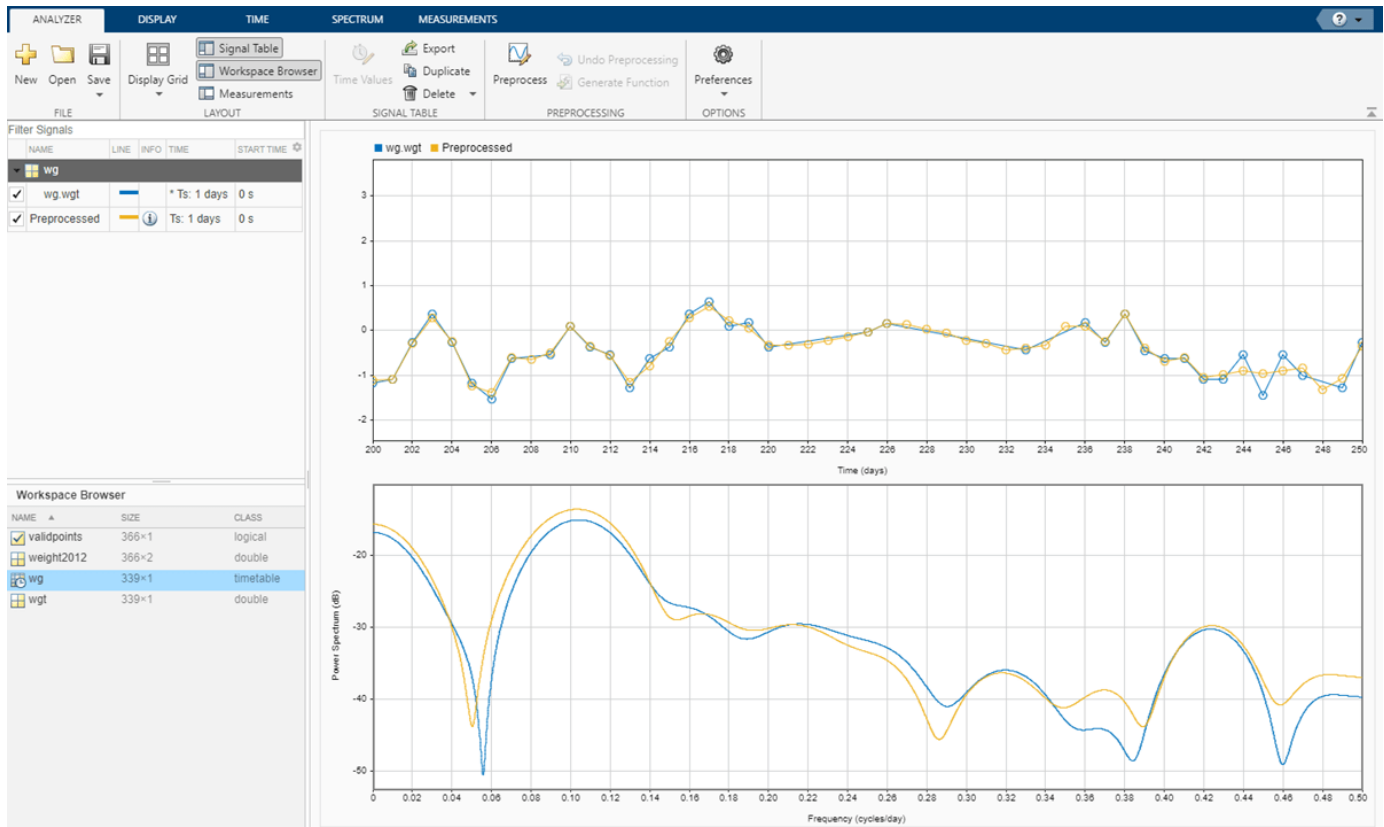 ANALYZER DISPLAY TIME SPECTRUM MEASUREMENTS
?
New Open Save Display Grid Signal Table Workspace Browser Measurements
Time Values Export Duplicate Delete
Preprocess Undo Preprocessing Generate Function
Preferences
FILE LAYOUT SIGNAL TABLE PREPROCESSING OPTIONS
Filter Signals
NAME LINE INFO TIME START TIME
wg
wg.wgt * Ts: 1 days 0 s
Preprocessed i Ts: 1 days 0 s
Workspace Browser
NAME SIZE CLASS
validpoints 366×1 logical
weight2012 366×2 double
wg 339×1 timetable
wgt 339×1 double
wg.wgt Preprocessed
3
2
1
0
-1
-2
200 202 204 206 208 210 212 214 216 218 220 222 224 226 228 230 232 234 236 238 240 242 244 246 248 250
Time (days)
Power Spectrum (dB)
-20
-30
-40
-50
0 0.02 0.04 0.06 0.08 0.10 0.12 0.14 0.16 0.18 0.20 0.22 0.24 0.26 0.28 0.30 0.32 0.34 0.36 0.38 0.40 0.42 0.44 0.46 0.48 0.50
Frequency (cycles/day)